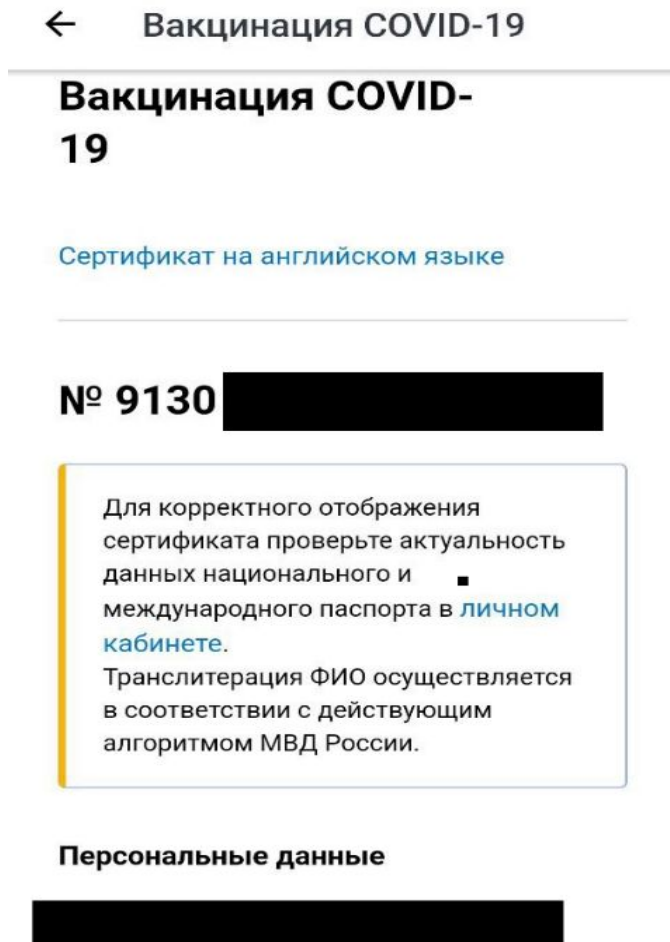 Вакцинация COVID-19
Вакцинация COVID-
19
Сертификат на английском языке
№ 9130
Для корректного отображения
сертификата проверьте актуальность
данных национального и
международного паспорта в личном
кабинете.
Транслитерация ФИО осуществляется
в соответствии с действующим
алгоритмом МВД России.
Персональные данные